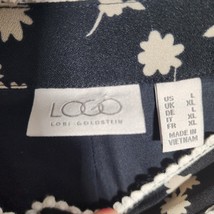 LOGO
LORI GOLDSTEIN
US L
UK XL
DE L
IT XL
FR XL
MADE IN
VIETNAM